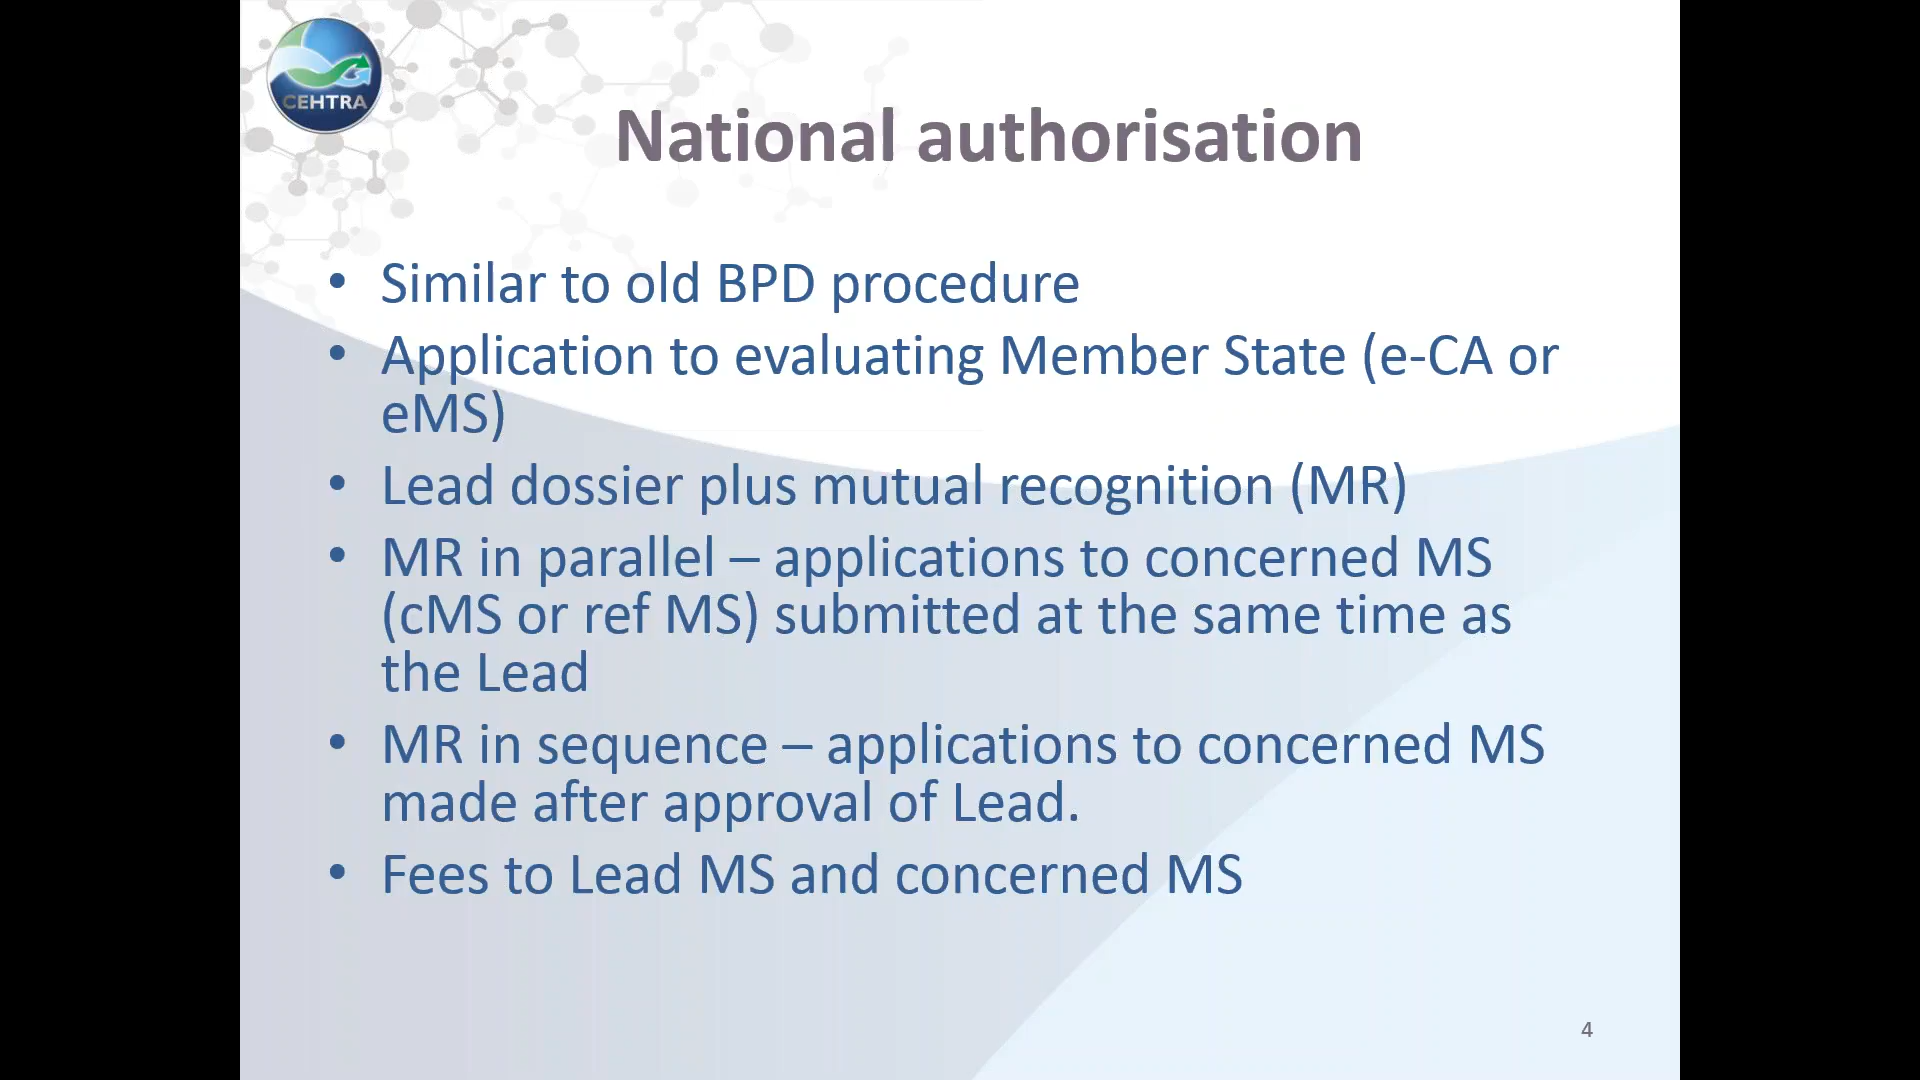 CEHTRA
National authorisation
• Similar to old BPD procedure
• Application to evaluating Member State (e-CA or
eMS)
• Lead dossier plus mutual recognition (MR)
• MR in parallel – applications to concerned MS
(cMS or ref MS) submitted at the same time as
the Lead
• MR in sequence – applications to concerned MS
made after approval of Lead.
• Fees to Lead MS and concerned MS
4